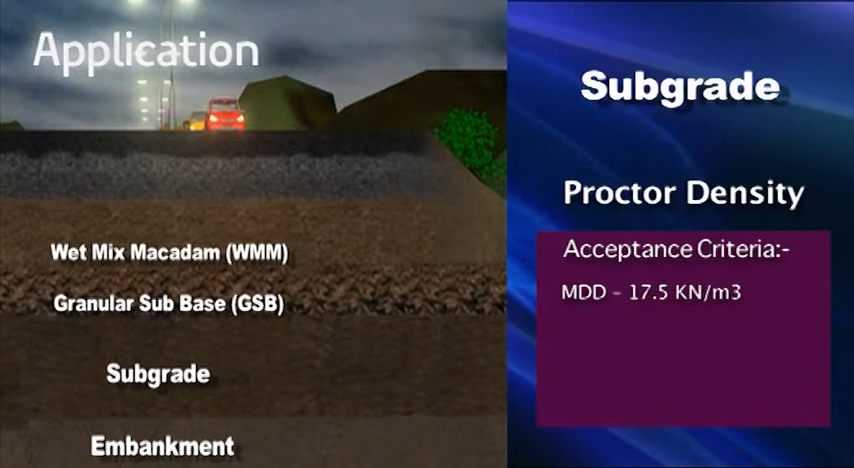 Application
Wet Mix Macadam (WMM)
Granular Sub Base (GSB)
Subgrade
Embankment
Subgrade
Proctor Density
Acceptance Criteria:-
MDD - 17.5 KN/m3